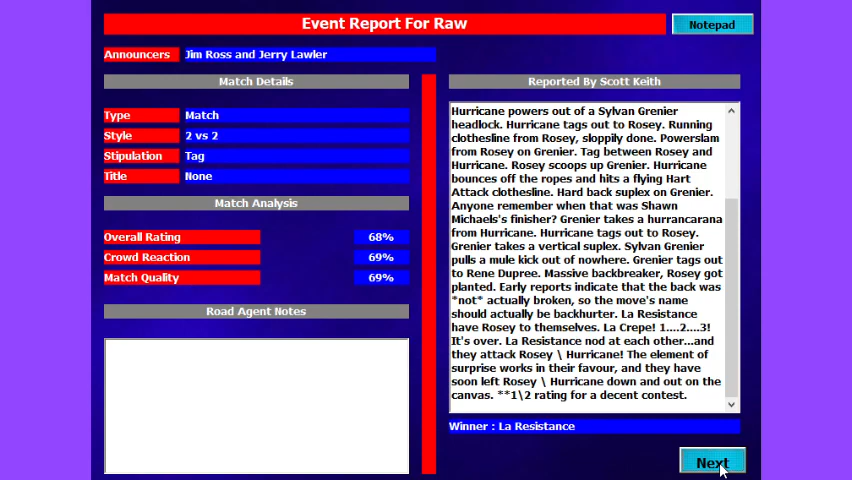 Event Report For Raw
Notepad
Announcers Jim Ross and Jerry Lawler
Match Details
Type Match
Style 2 vs 2
Stipulation Tag
Title None
Match Analysis
Overall Rating 68%
Crowd Reaction 69%
Match Quality 69%
Road Agent Notes
Reported By Scott Keith
Hurricane powers out of a Sylvan Grenier
headlock. Hurricane tags out to Rosey. Running
clothesline from Rosey, sloppily done. Powerslam
from Rosey on Grenier. Tag between Rosey and
Hurricane. Rosey scoops up Grenier. Hurricane
bounces off the ropes and hits a flying Hart
Attack clothesline. Hard back suplex on Grenier.
Anyone remember when that was Shawn
Michaels's finisher? Grenier takes a hurrancarana
from Hurricane. Hurricane tags out to Rosey.
Grenier takes a vertical suplex. Sylvan Grenier
pulls a mule kick out of nowhere. Grenier tags out
to Rene Dupree. Massive backbreaker, Rosey got
planted. Early reports indicate that the back was
*not* actually broken, so the move's name
should actually be backhurter. La Resistance
have Rosey to themselves. La Crepe! 1....2....3!
It's over. La Resistance nod at each other...and
they attack Rosey \ Hurricane! The element of
surprise works in their favour, and they have
soon left Rosey \ Hurricane down and out on the
canvas. **1\2 rating for a decent contest.
Winner : La Resistance
Next